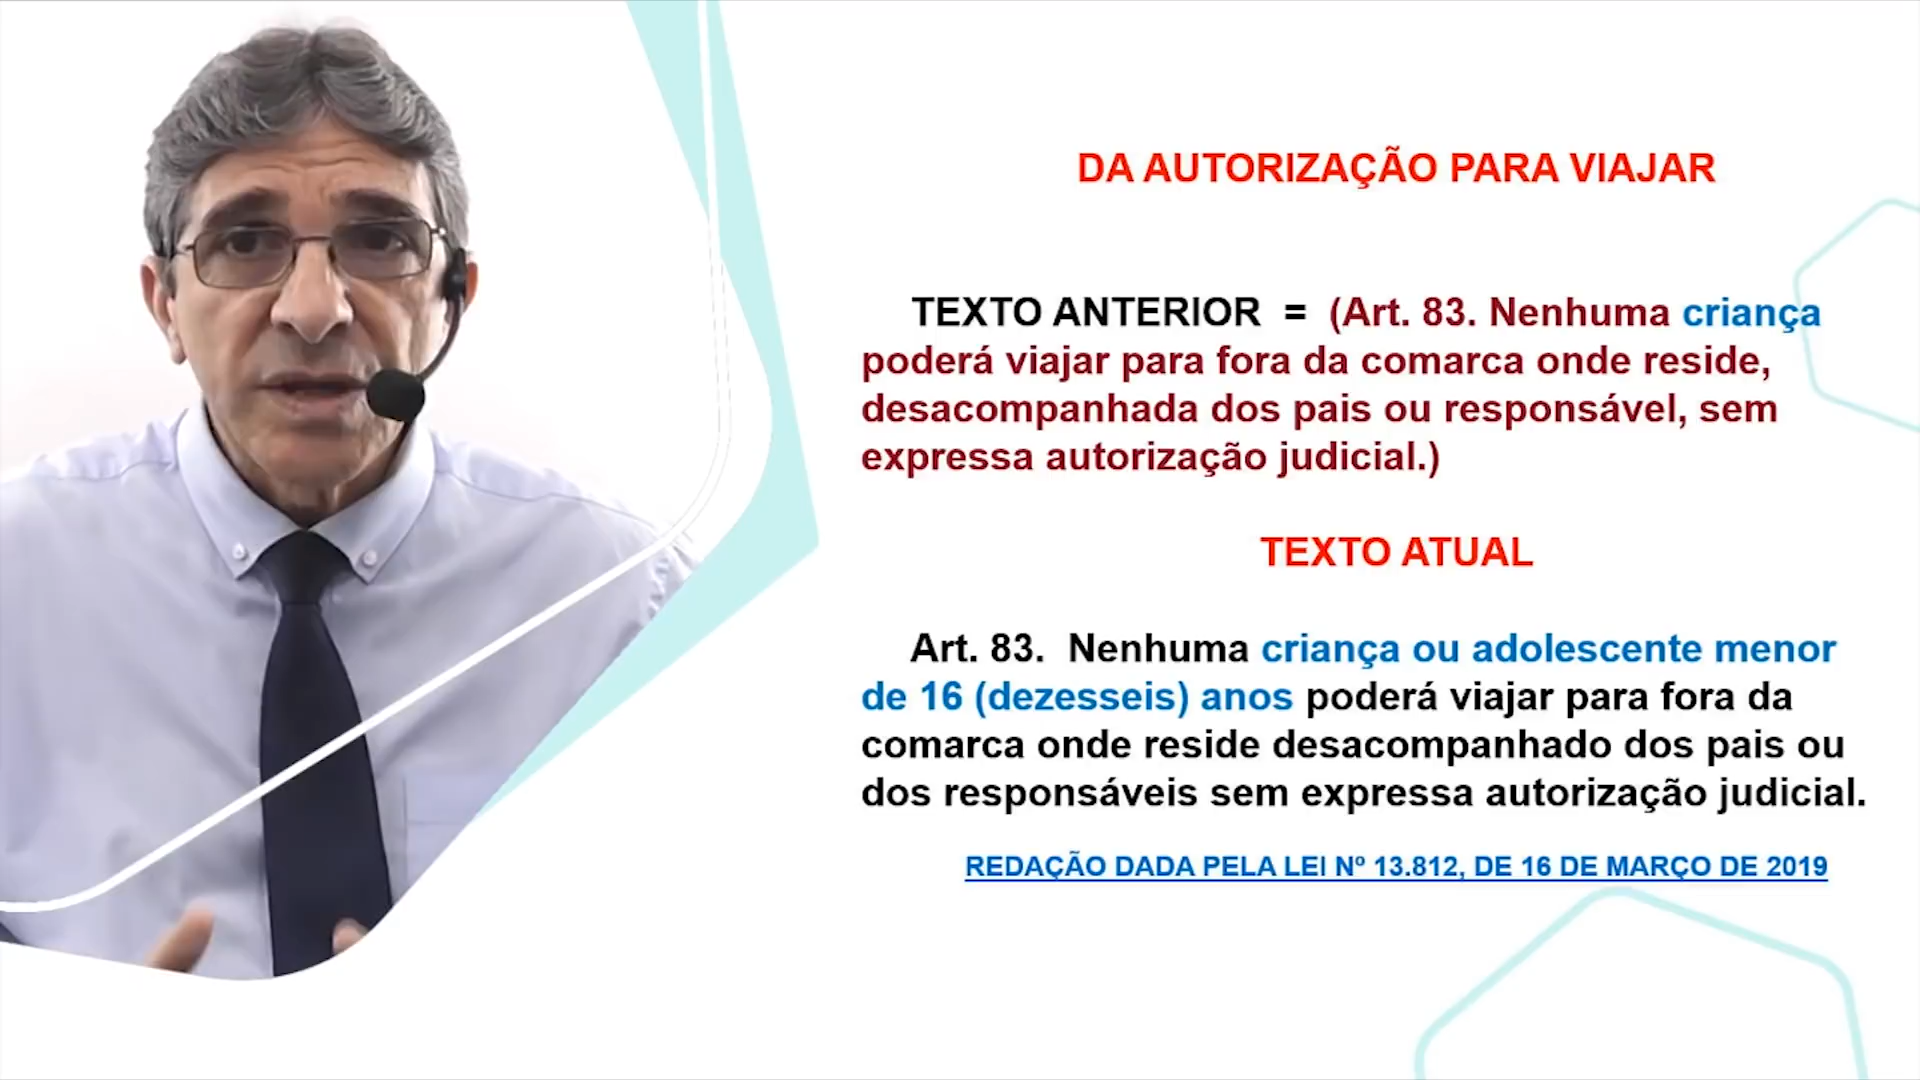 DA AUTORIZAÇÃO PARA VIAJAR
TEXTO ANTERIOR = (Art. 83. Nenhuma criança
poderá viajar para fora da comarca onde reside,
desacompanhada dos pais ou responsável, sem
expressa autorização judicial.)
TEXTO ATUAL
Art. 83. Nenhuma criança ou adolescente menor
de 16 (dezesseis) anos poderá viajar para fora da
comarca onde reside desacompanhado dos pais ou
dos responsáveis sem expressa autorização judicial.
REDAÇÃO DADA PELA LEI Nº 13.812, DE 16 DE MARÇO DE 2019